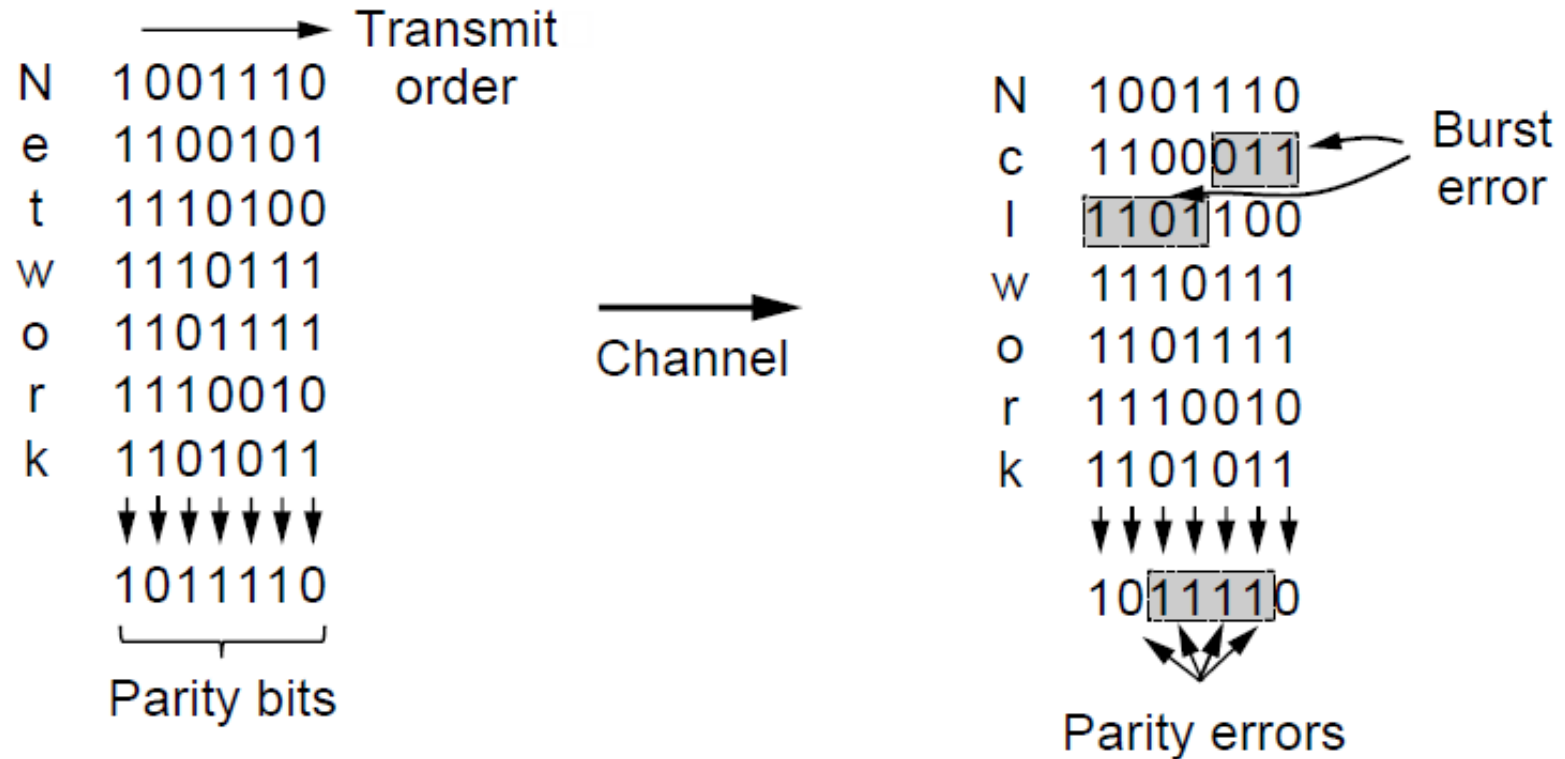 Transmit
order
N 1001110
e 1100101
t 1110100
w 1110111
o 1101111
r 1110010
k 1101011
1011110
Parity bits
Channel
N 1001110
c 1100011
l 1101100
w 1110111
o 1101111
r 1110010
k 1101011
1011110
Burst
error
Parity errors